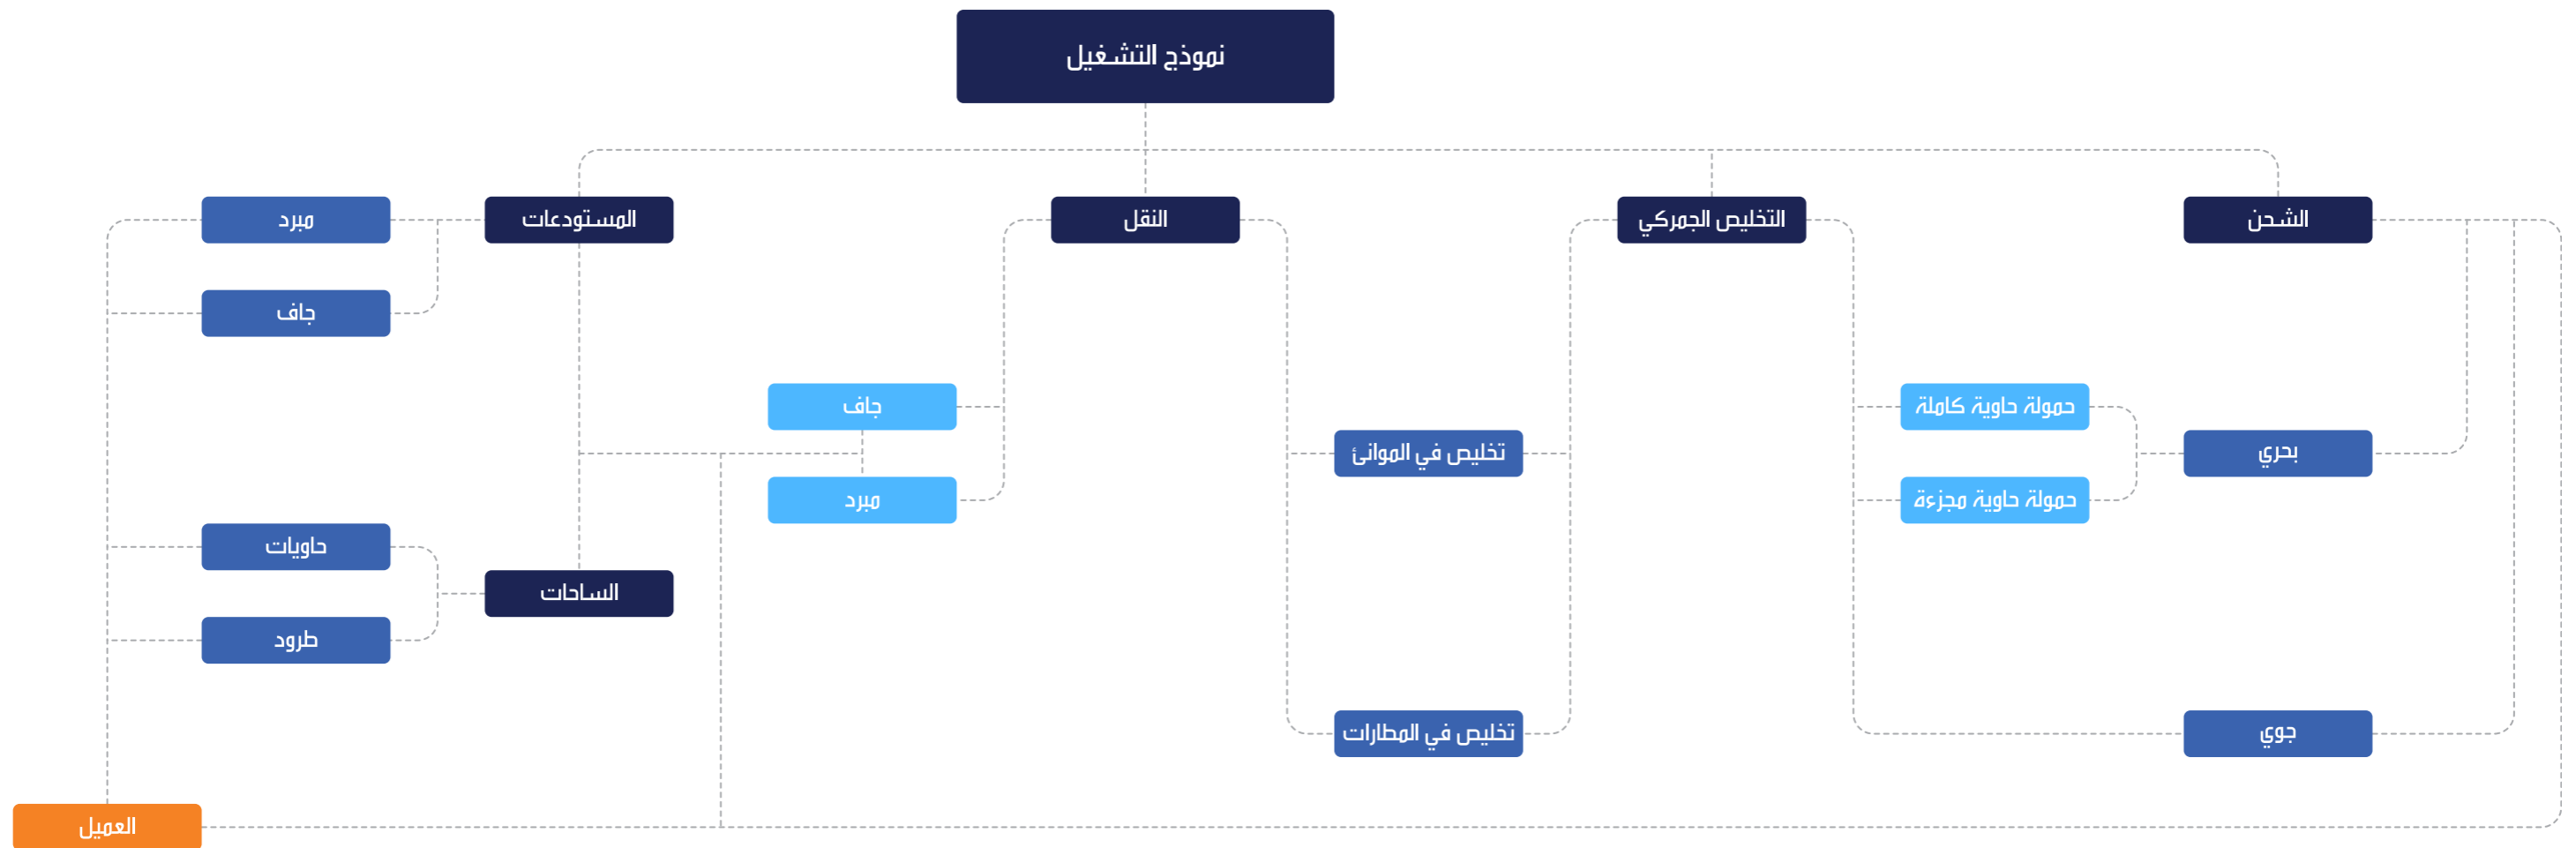 نموذج التشغيل
الشحن
التخليص الجمركي
النقل
المستودعات
مبرد
جاف
حمولة حاوية كاملة
جاف
بحري
تخليص في الموانئ
حمولة حاوية مجزءة
مبرد
حاويات
الساحات
طرود
جوي
تخليص في المطارات
العميل